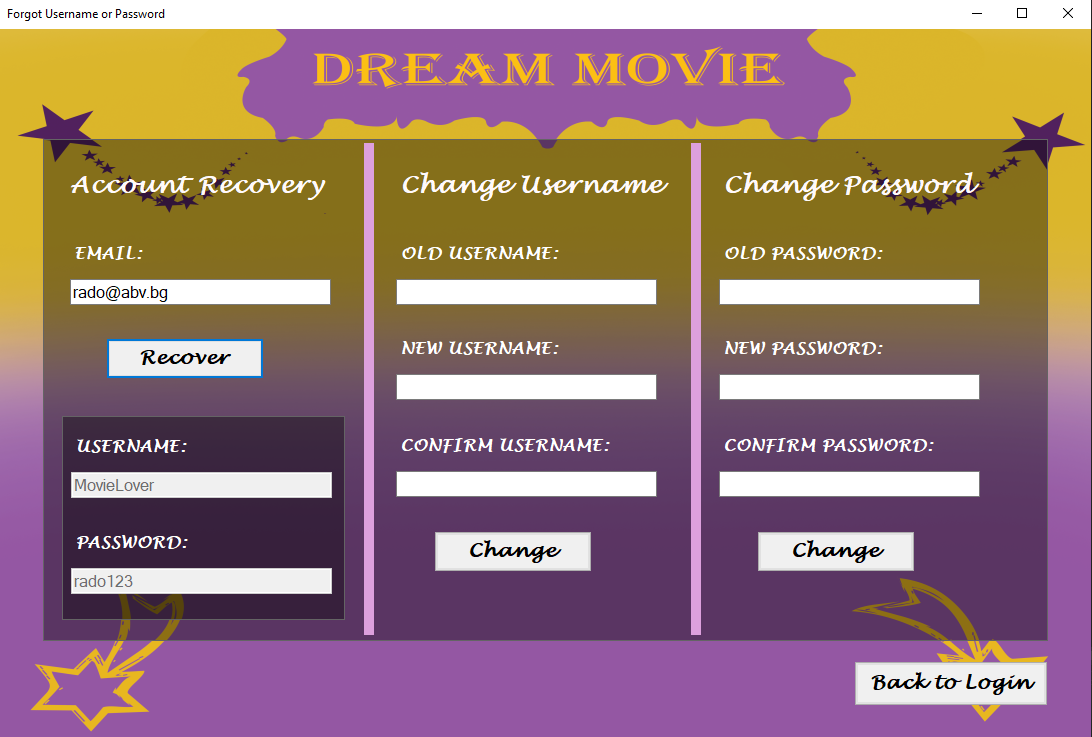 Forgot Username or Password
DREAM MOVIE
Account Recovery
EMAIL:
rado@abv.bg
Recover
USERNAME:
MovieLover
PASSWORD:
rado123
Change Username
OLD USERNAME:
NEW USERNAME:
CONFIRM USERNAME:
Change
Change Password
OLD PASSWORD:
NEW PASSWORD:
CONFIRM PASSWORD:
Change
Back to Login